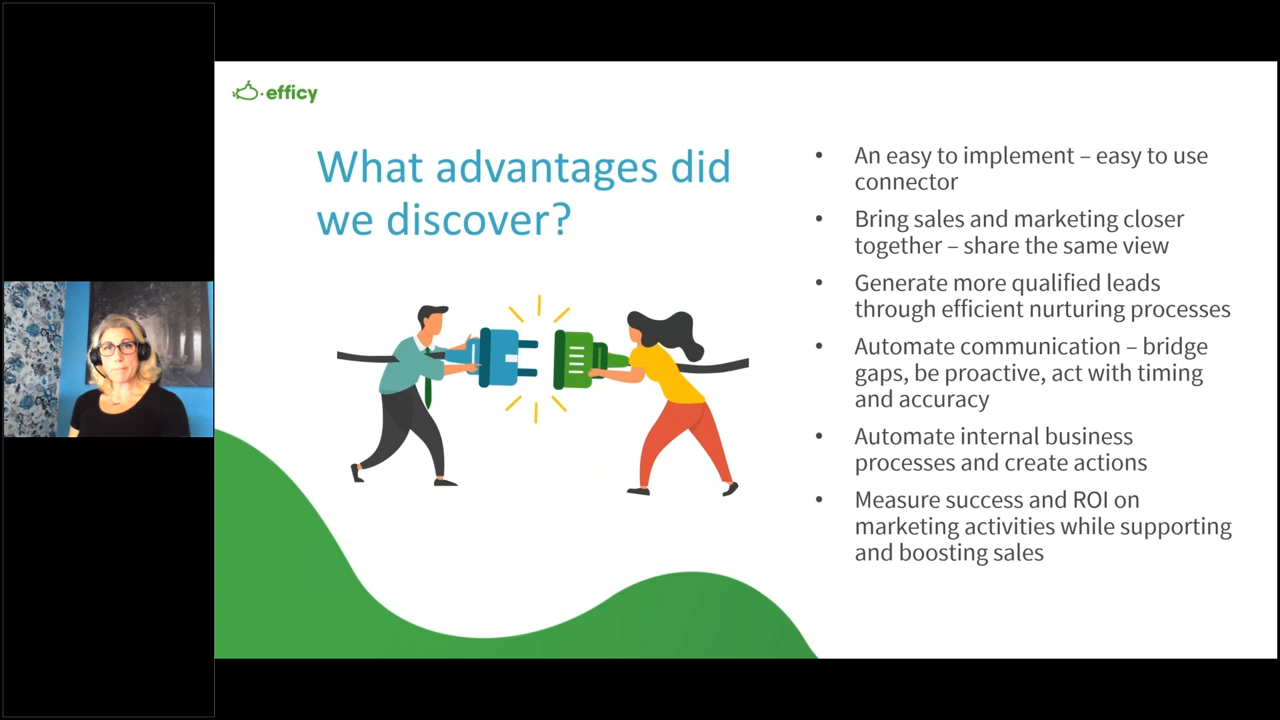 efficy
What advantages did
we discover?
• An easy to implement – easy to use
connector
• Bring sales and marketing closer
together – share the same view
• Generate more qualified leads
through efficient nurturing processes
• Automate communication – bridge
gaps, be proactive, act with timing
and accuracy
• Automate internal business
processes and create actions
• Measure success and ROI on
marketing activities while supporting
and boosting sales